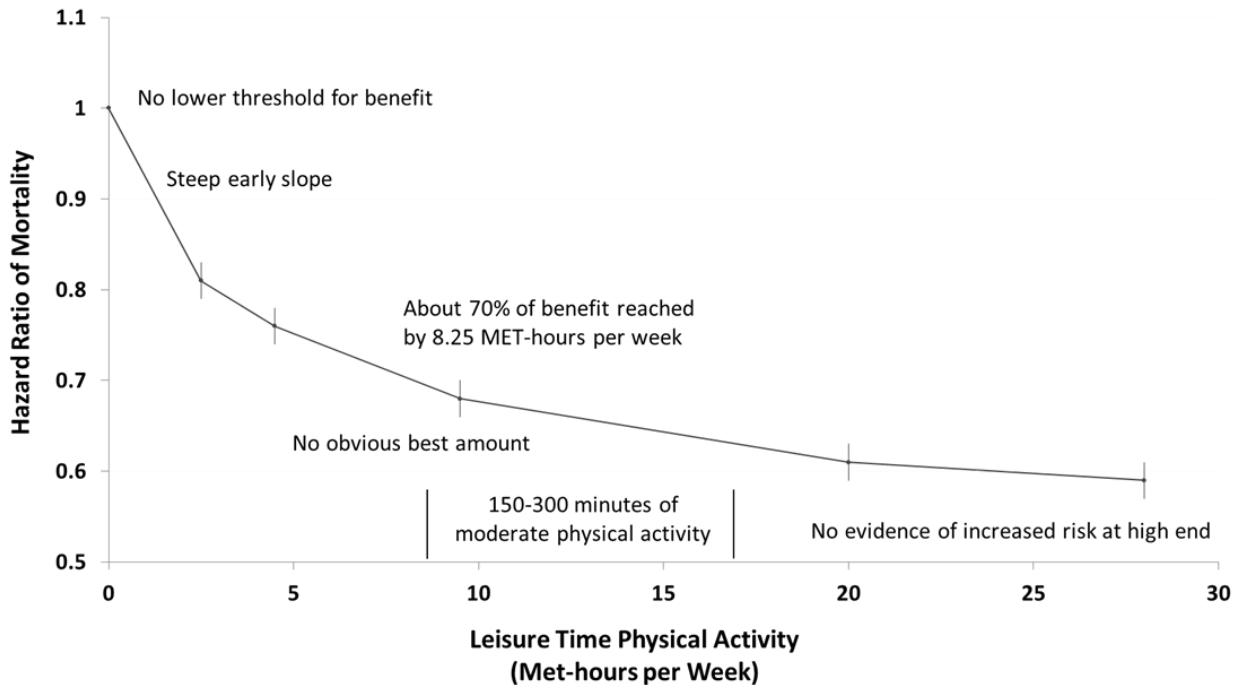 1.1
1
0.9
0.8
0.7
0.6
0.5
Hazard Ratio of Mortality
No lower threshold for benefit
Steep early slope
About 70% of benefit reached
by 8.25 MET-hours per week
No obvious best amount
150-300 minutes of
moderate physical activity
No evidence of increased risk at high end
0 5 10 15 20 25 30
Leisure Time Physical Activity
(Met-hours per Week)